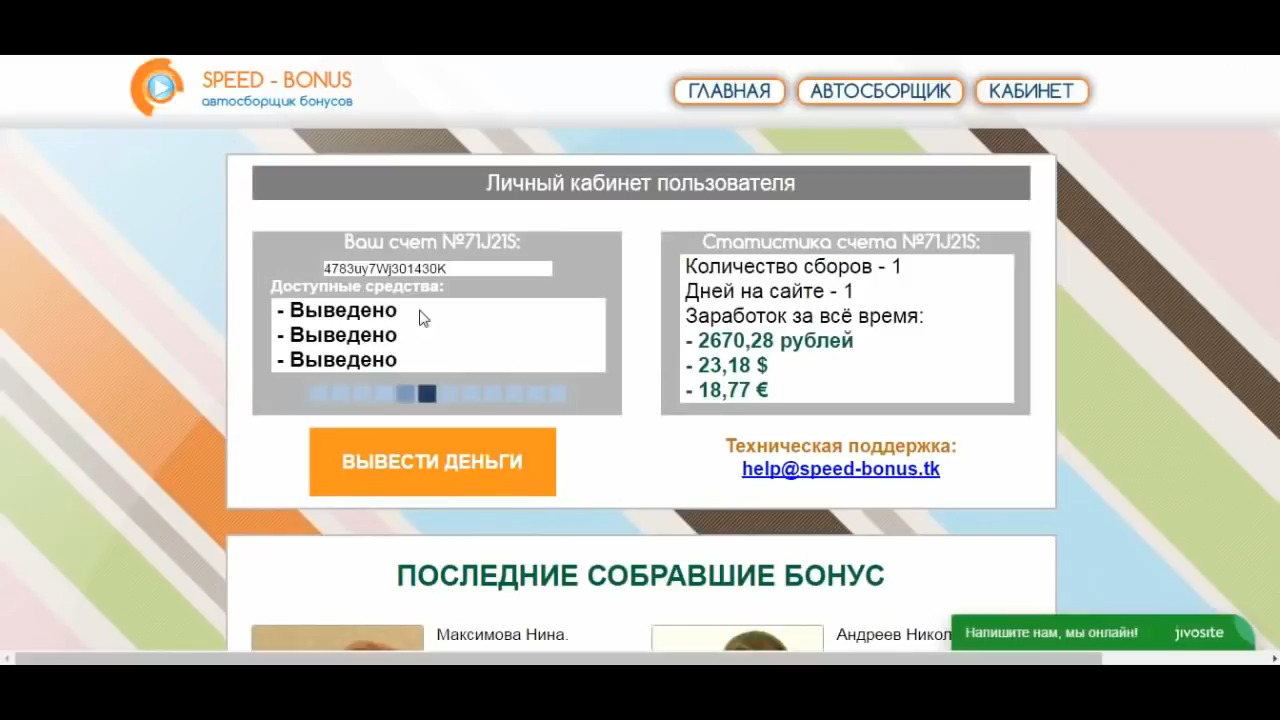 SPEED - BONUS
автосборщик бонусов
ГЛАВНАЯ
АВТОСБОРЩИК
КАБИНЕТ
Личный кабинет пользователя
Ваш счет №71J21S:
4783uy7Wj301430K
Доступные средства:
- Выведено
- Выведено
- Выведено
ВЫВЕСТИ ДЕНЬГИ
Статистика счета №71J21S:
Количество сборов - 1
Дней на сайте - 1
Заработок за всё время:
- 2670,28 рублей
- 23,18 $
- 18,77 €
Техническая поддержка:
help@speed-bonus.tk
ПОСЛЕДНИЕ СОБРАВШИЕ БОНУС
Максимова Нина.
Андреев Никол
Напишите нам, мы онлайн!
jivosite